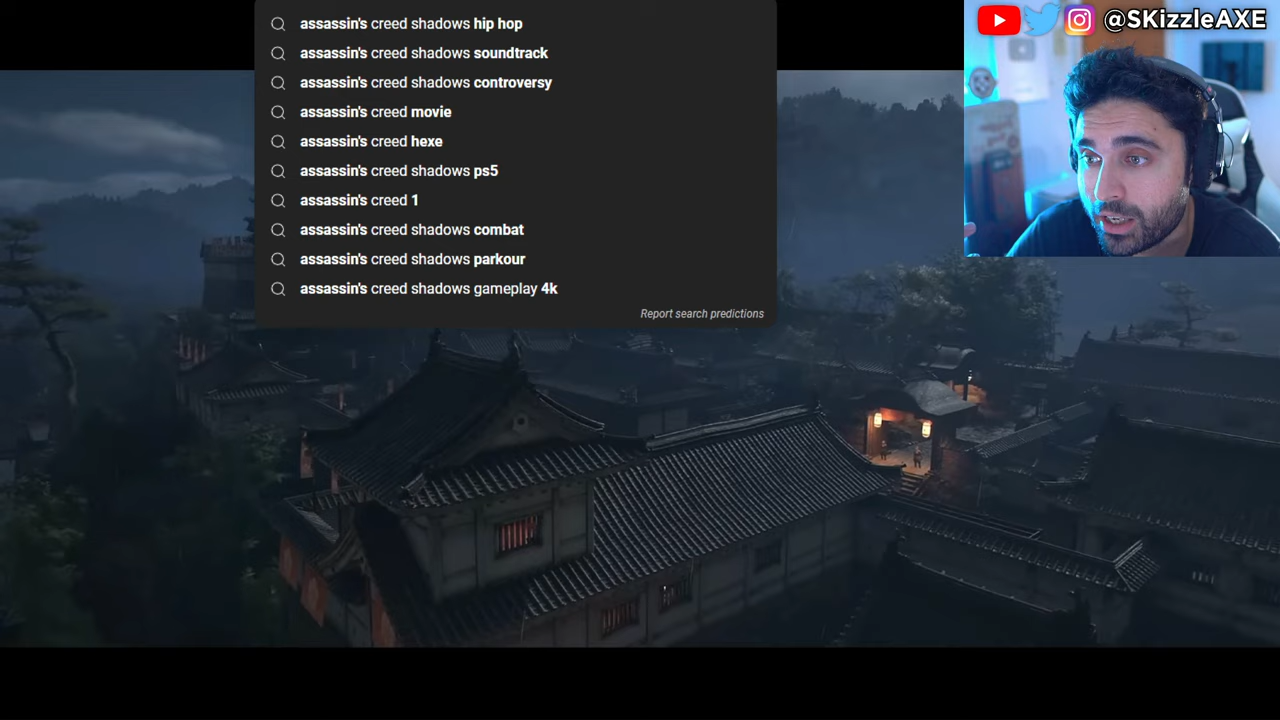 @SKizzleAXE
assassin's creed shadows hip hop
assassin's creed shadows soundtrack
assassin's creed shadows controversy
assassin's creed movie
assassin's creed hexe
assassin's creed shadows ps5
assassin's creed 1
assassin's creed shadows combat
assassin's creed shadows parkour
assassin's creed shadows gameplay 4k
Report search predictions